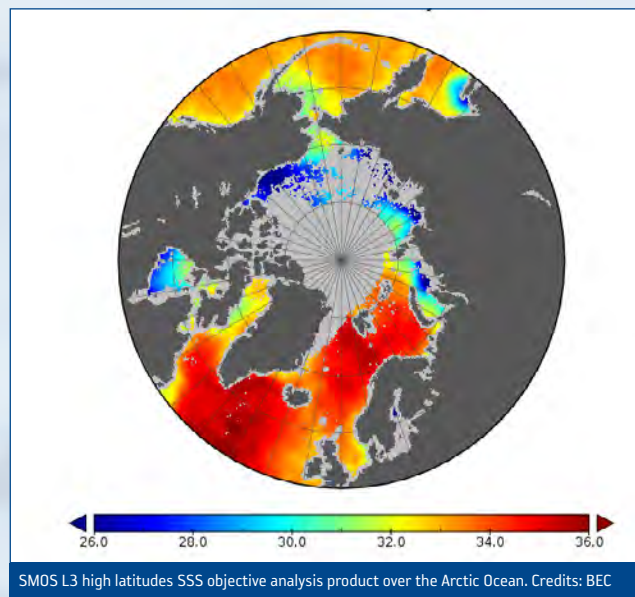 26.0 28.0 30.0 32.0 34.0 36.0
SMOS L3 high latitudes SSS objective analysis product over the Arctic Ocean. Credits: BEC